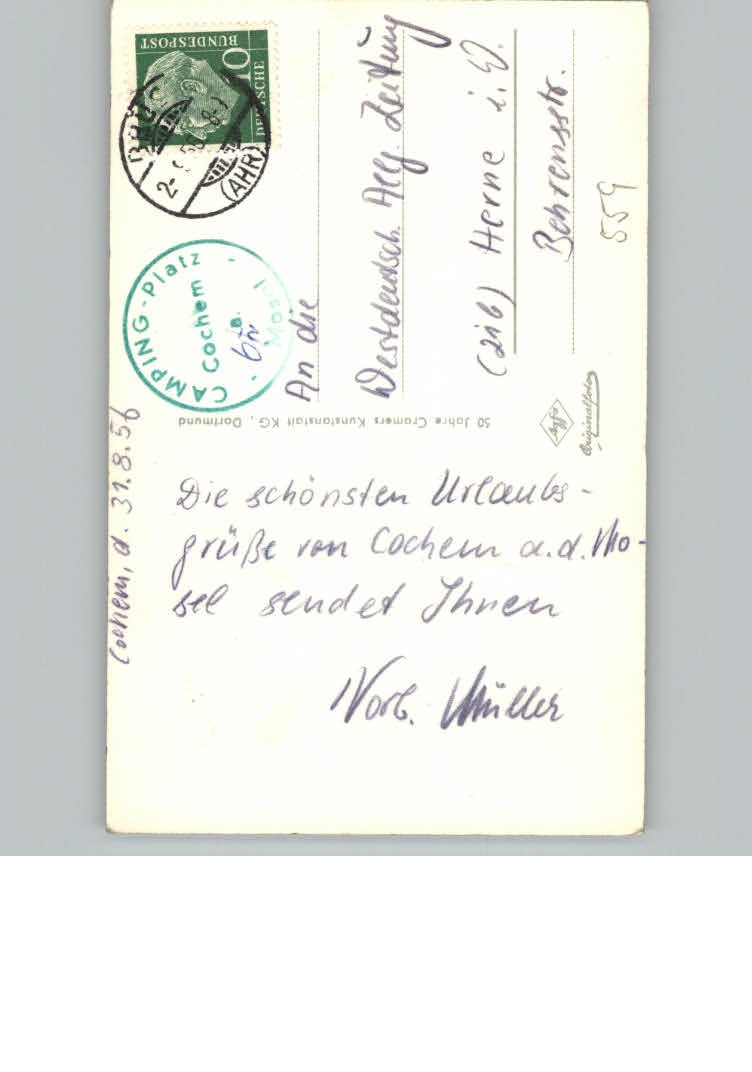 Cochem, d. 31.8.56
Die schönsten Urlaubs-
grüße von Cochem a.d. Mo-
sel sendet Ihnen
Norb. Müller
An die
Westdeutsch. Allg. Zeitung
(21b) Herne i. W.
Behrensstr.
559
DEUTSCHE
BUNDESPOST
10
(AHR)
CAMPING-Platz
Cochem
a.
Mosel
50 Jahre Cramers Kunstanstalt KG, Dortmund
Agfa
Originalfoto